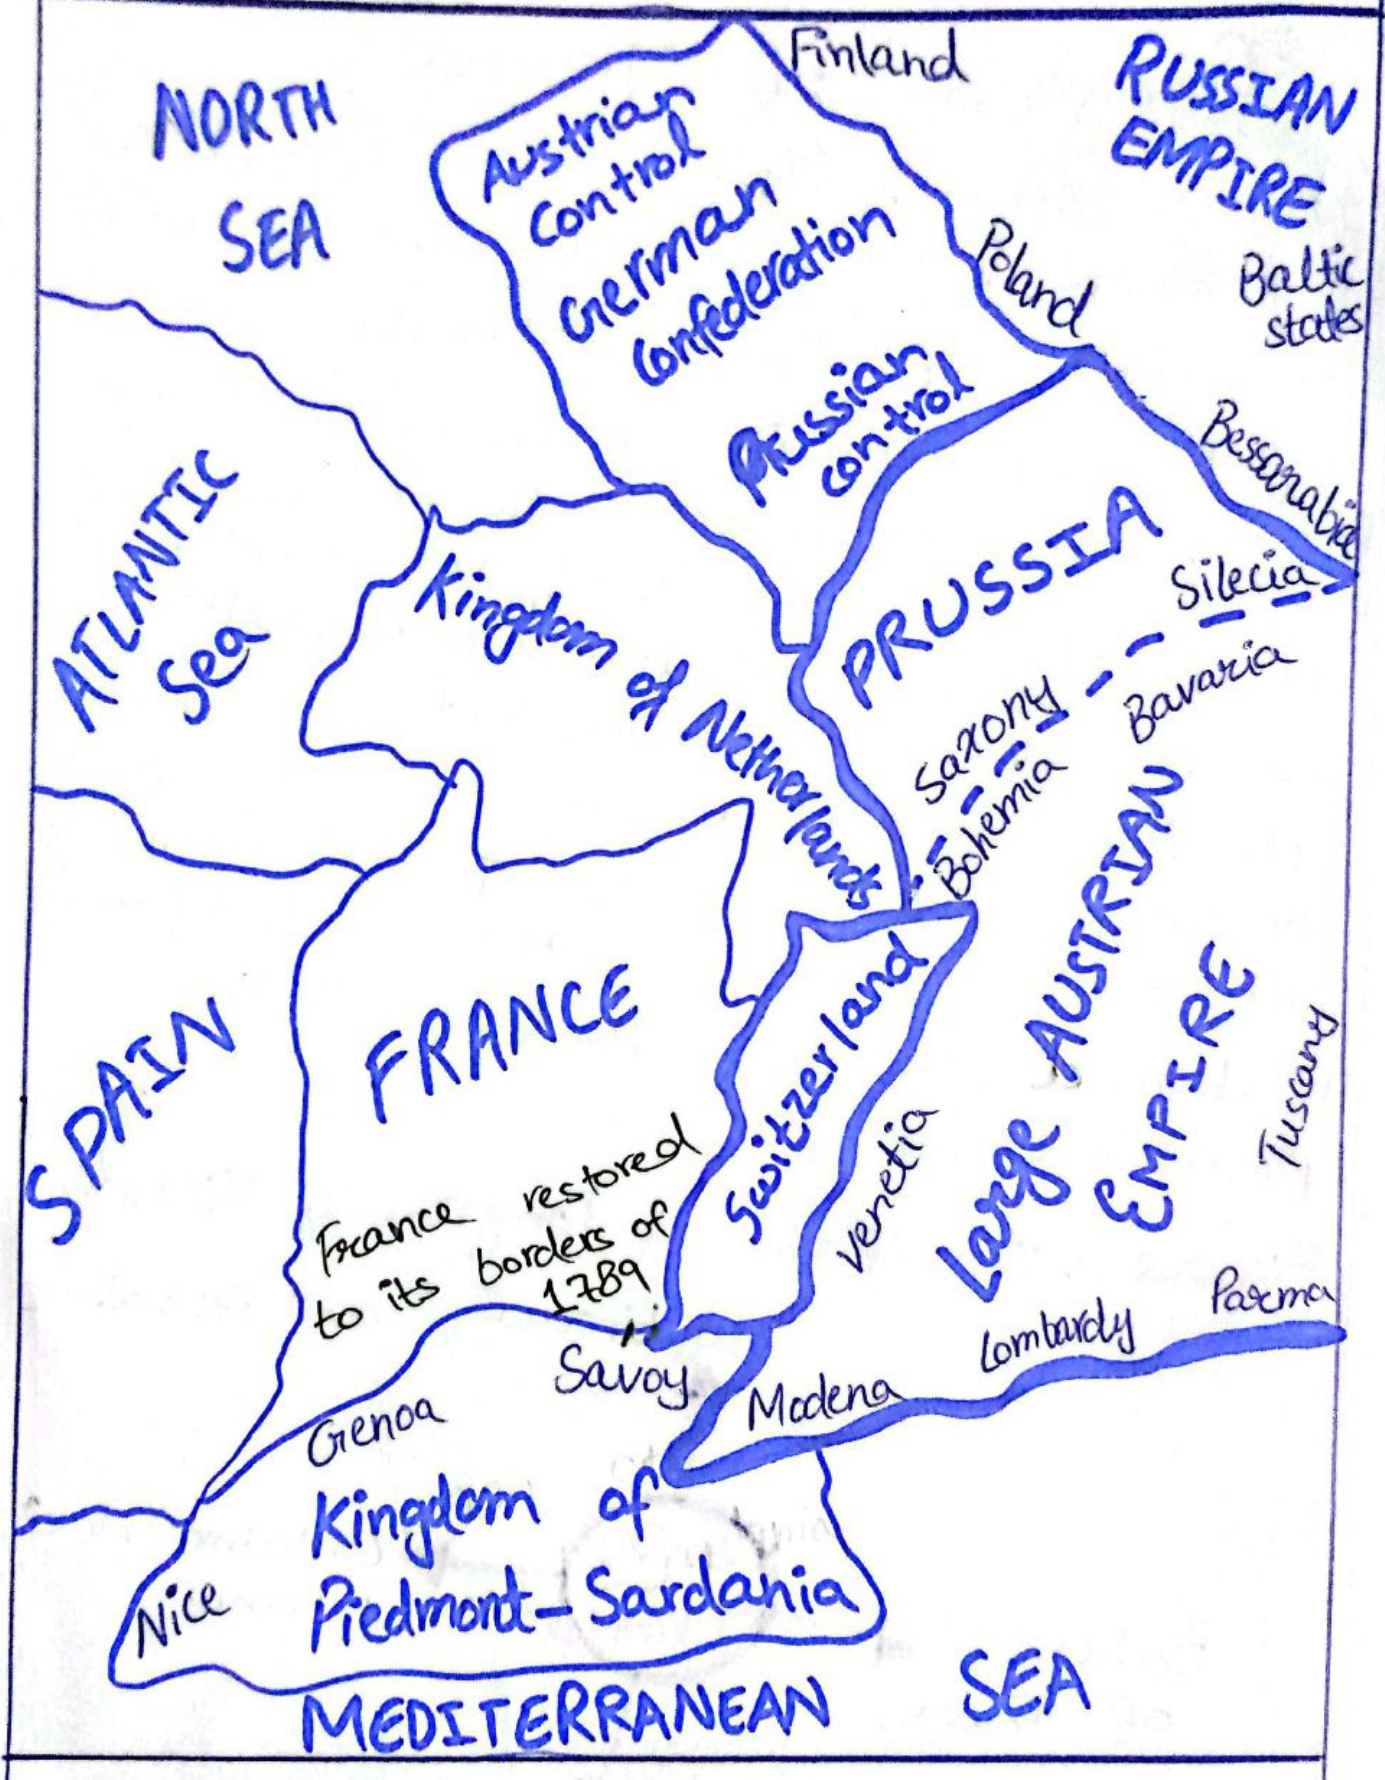 Finland
RUSSIAN
EMPIRE
NORTH
SEA
Austrian
control
German
Confederation
Poland
Baltic
states
Prussian
control
Bessarabia
ATLANTIC
Sea
Kingdom of Netherlands
PRUSSIA
Silecia
Saxony
Bavaria
Bohemia
Large AUSTRIAN
EMPIRE
SPAIN
FRANCE
Switzerland
Venetia
Tuscany
France restored
to its borders of
1789
Savoy
Parma
Lombardy
Modena
Genoa
Kingdom of
Piedmont-Sardania
Nice
MEDITERRANEAN SEA